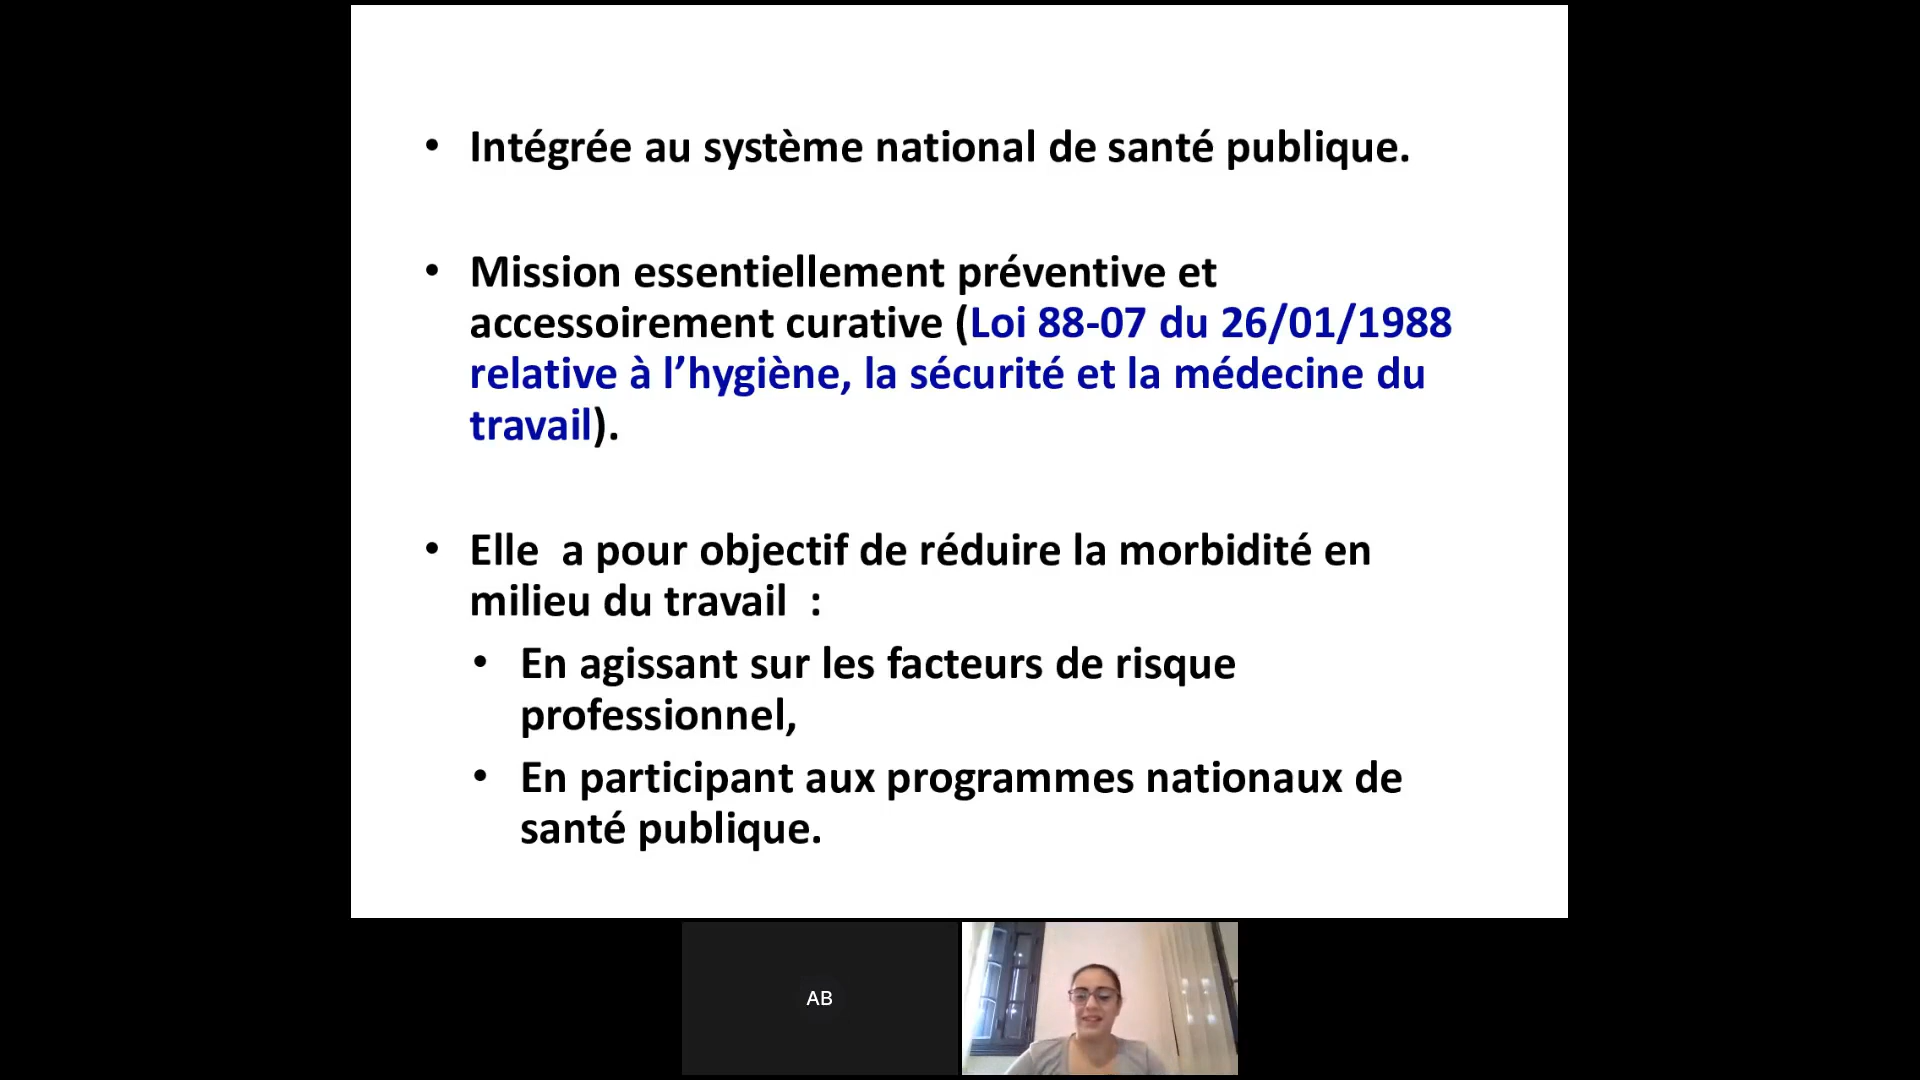 • Intégrée au système national de santé publique.
• Mission essentiellement préventive et
accessoirement curative (Loi 88-07 du 26/01/1988
relative à l’hygiène, la sécurité et la médecine du
travail).
• Elle  a pour objectif de réduire la morbidité en
milieu du travail  :
• En agissant sur les facteurs de risque
professionnel,
• En participant aux programmes nationaux de
santé publique.
AB